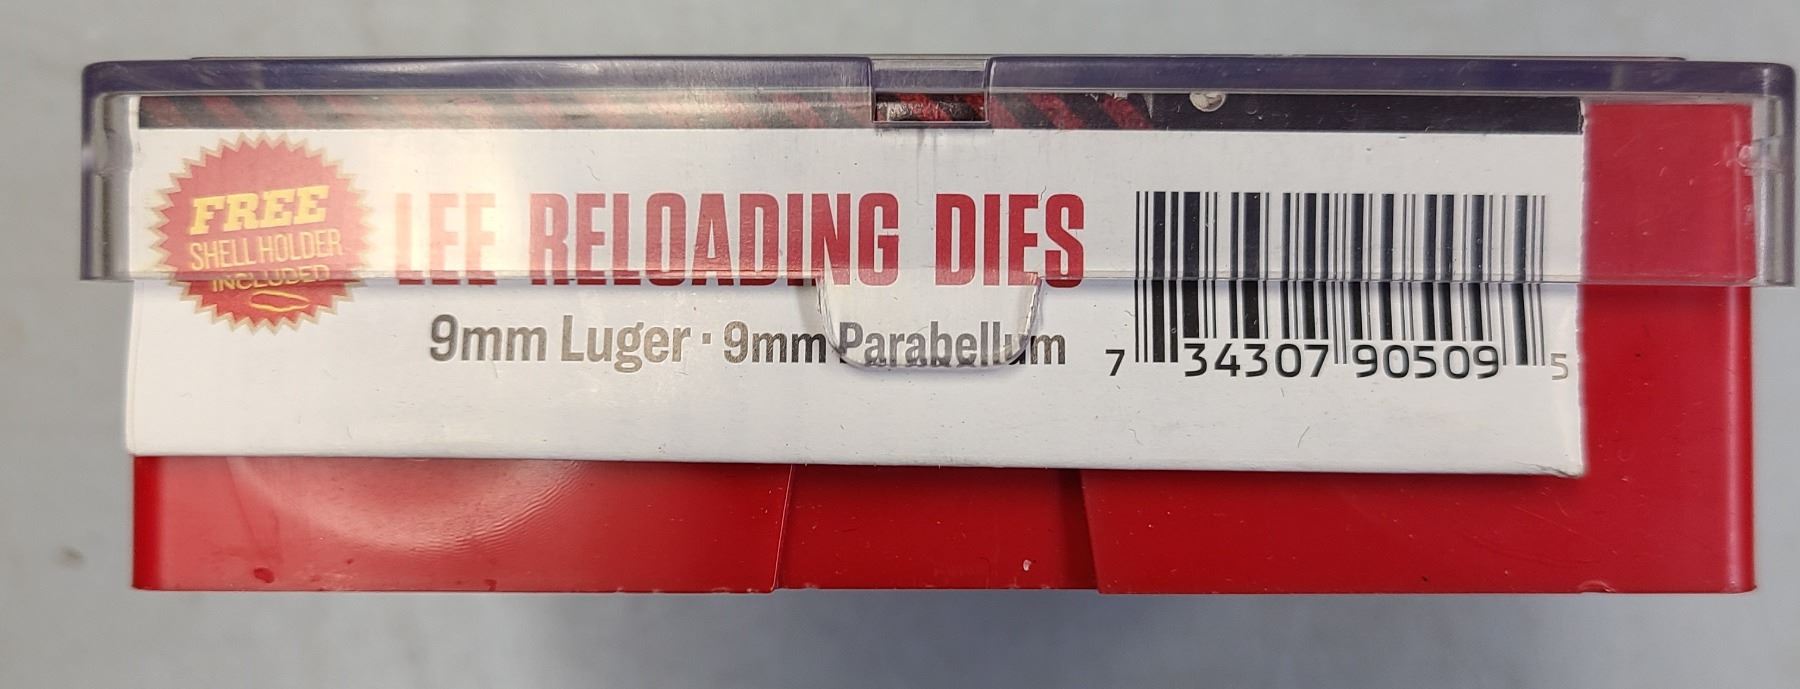 FREE
SHELL HOLDER
INCLUDED
LEE RELOADING DIES
9mm Luger · 9mm Parabellum
7 34307 90509 5